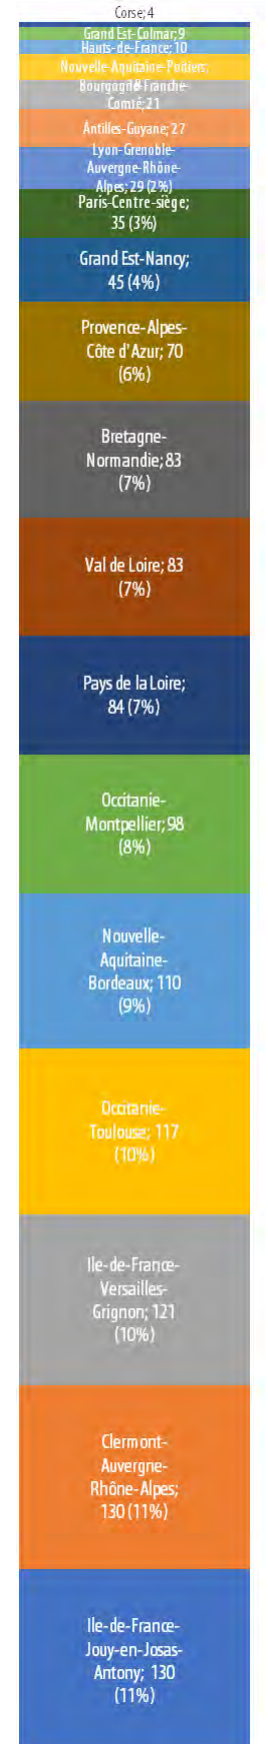 Corse; 4
Grand Est-Colmar; 9
Hauts-de-France; 10
Nouvelle-Aquitaine-Poitiers;
Bourgogne-Franche-
Comté; 21
Antilles-Guyane; 27
Lyon-Grenoble-
Auvergne-Rhône-
Alpes; 29 (2%)
Paris-Centre-siège;
35 (3%)
Grand Est-Nancy;
45 (4%)
Provence-Alpes-
Côte d'Azur; 70
(6%)
Bretagne-
Normandie; 83
(7%)
Val de Loire; 83
(7%)
Pays de la Loire;
84 (7%)
Occitanie-
Montpellier; 98
(8%)
Nouvelle-
Aquitaine-
Bordeaux; 110
(9%)
Occitanie-
Toulouse; 117
(10%)
Ile-de-France-
Versailles-
Grignon; 121
(10%)
Clermont-
Auvergne-
Rhône-Alpes;
130 (11%)
Ile-de-France-
Jouy-en-Josas-
Antony; 130
(11%)